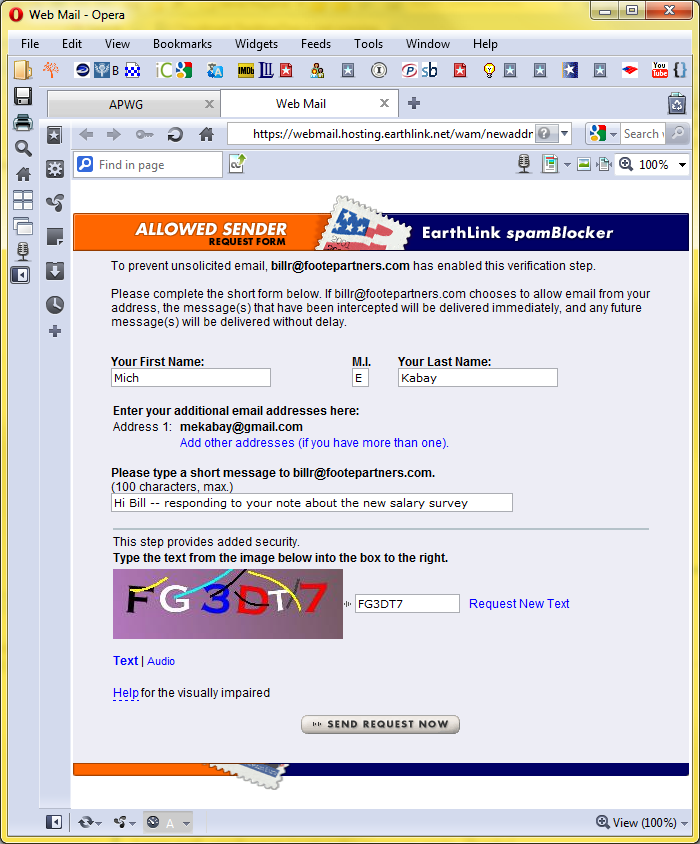 Web Mail - Opera
File Edit View Bookmarks Widgets Feeds Tools Window Help
B iC IMDb sb You Tube
APWG Web Mail
https://webmail.hosting.earthlink.net/wam/newaddr Search v
Find in page 100%
ALLOWED SENDER
REQUEST FORM
2001
EarthLink spamBlocker
To prevent unsolicited email, billr@footepartners.com has enabled this verification step.
Please complete the short form below. If billr@footepartners.com chooses to allow email from your
address, the message(s) that have been intercepted will be delivered immediately, and any future
message(s) will be delivered without delay.
Your First Name: M.I. Your Last Name:
Mich E Kabay
Enter your additional email addresses here:
Address 1: mekabay@gmail.com
Add other addresses (if you have more than one).
Please type a short message to billr@footepartners.com.
(100 characters, max.)
Hi Bill -- responding to your note about the new salary survey
This step provides added security.
Type the text from the image below into the box to the right.
FG3DT7 FG3DT7 Request New Text
Text | Audio
Help for the visually impaired
SEND REQUEST NOW
A View (100%)